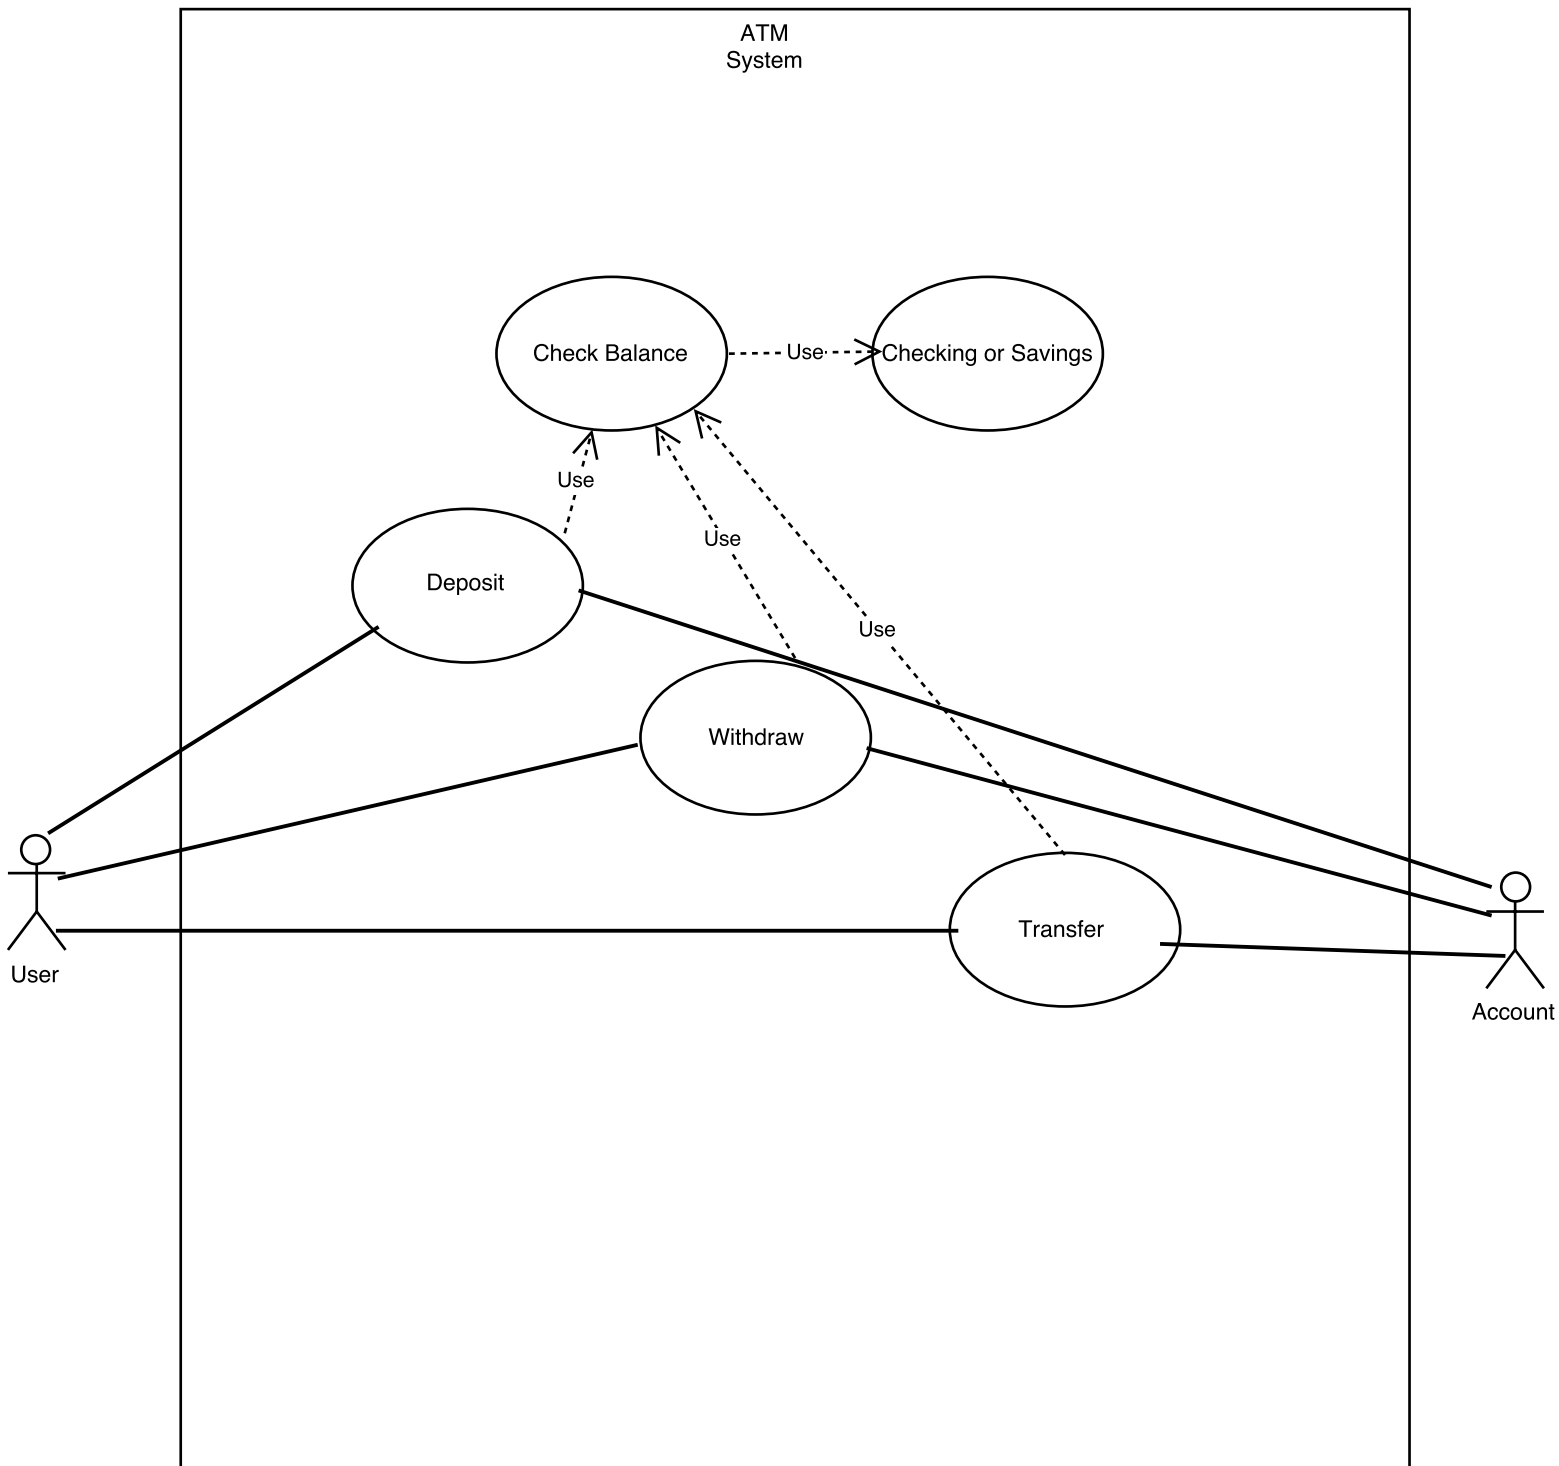 ATM
System
Check Balance
Use
Checking or Savings
Use
Use
Deposit
Use
Withdraw
Transfer
User
Account